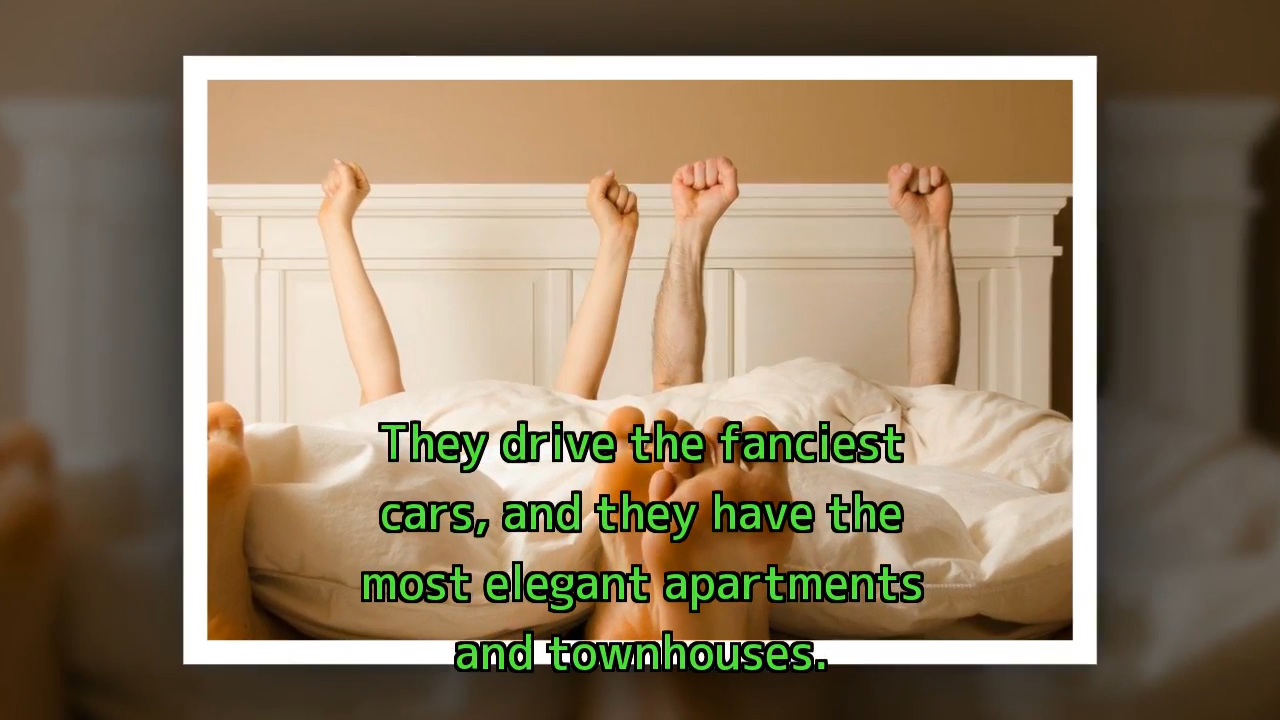 They drive the fanciest
cars, and they have the
most elegant apartments
and townhouses.